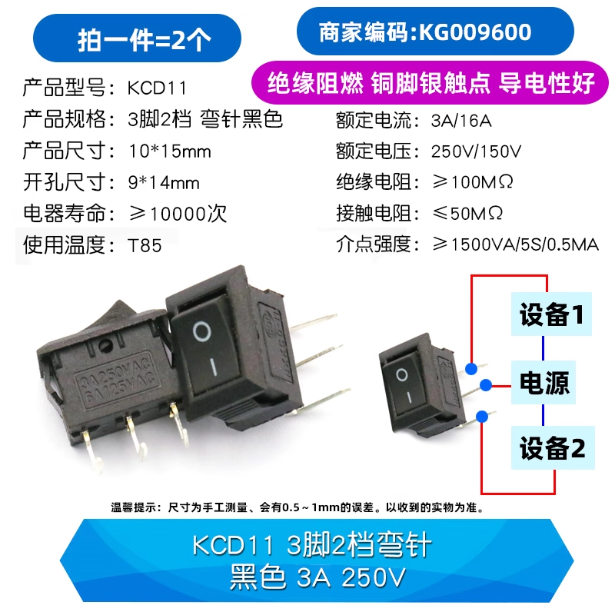 拍一件=2个
商家编码:KG009600
绝缘阻燃 铜脚银触点 导电性好
产品型号: KCD11
产品规格: 3脚2档 弯针黑色
产品尺寸: 10*15mm
开孔尺寸: 9*14mm
电器寿命: ≥10000次
使用温度: T85
额定电流: 3A/16A
额定电压: 250V/150V
绝缘电阻: ≥100MΩ
接触电阻: ≤50MΩ
介点强度: ≥1500VA/5S/0.5MA
3A250VAC
6A125VAC
设备1
电源
设备2
温馨提示: 尺寸为手工测量、会有0.5~1mm的误差。以收到的实物为准。
KCD11 3脚2档弯针
黑色 3A 250V